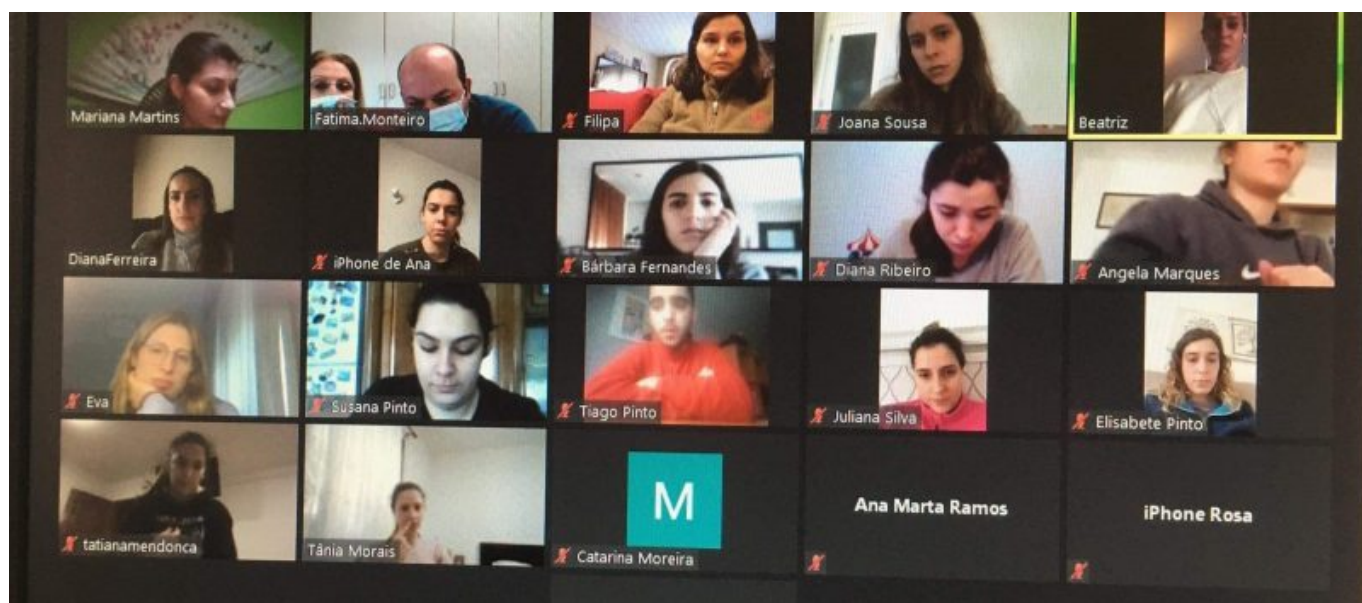 Mariana Martins
Fatima.Monteiro
Filipa
Joana Sousa
Beatriz
DianaFerreira
iPhone de Ana
Bárbara Fernandes
Diana Ribeiro
Angela Marques
Eva
Susana Pinto
Tiago Pinto
Juliana Silva
Elisabete Pinto
tatianamendonca
Tânia Morais
M
Catarina Moreira
Ana Marta Ramos
iPhone Rosa